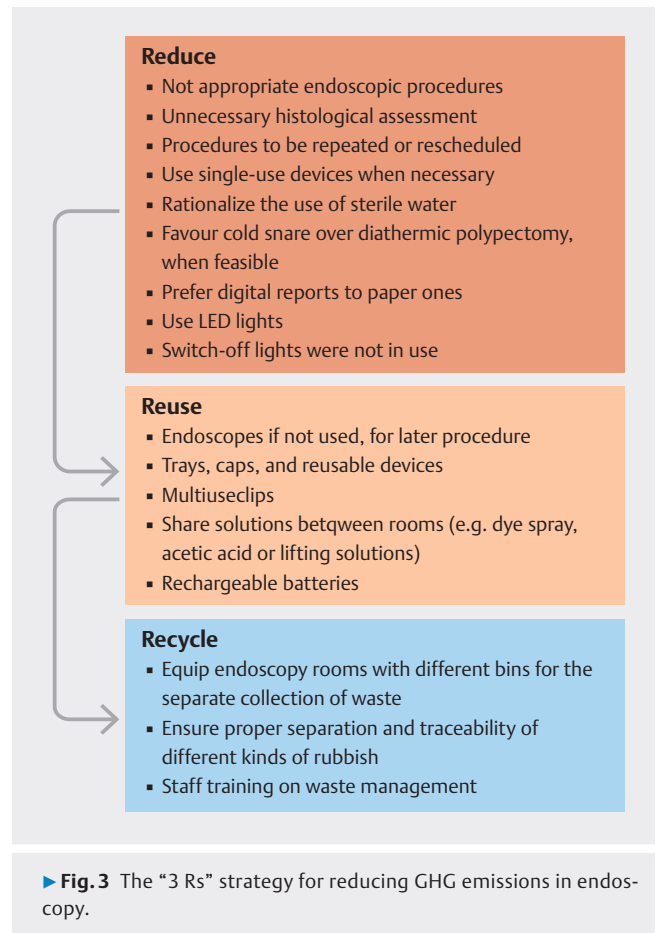 Reduce
▪ Not appropriate endoscopic procedures
▪ Unnecessary histological assessment
▪ Procedures to be repeated or rescheduled
▪ Use single-use devices when necessary
▪ Rationalize the use of sterile water
▪ Favour cold snare over diathermic polypectomy,
when feasible
▪ Prefer digital reports to paper ones
▪ Use LED lights
▪ Switch-off lights were not in use
Reuse
▪ Endoscopes if not used, for later procedure
▪ Trays, caps, and reusable devices
▪ Multiuseclips
▪ Share solutions betqween rooms (e.g. dye spray,
acetic acid or lifting solutions)
▪ Rechargeable batteries
Recycle
▪ Equip endoscopy rooms with different bins for the
separate collection of waste
▪ Ensure proper separation and traceability of
different kinds of rubbish
▪ Staff training on waste management
▶ Fig. 3 The “3 Rs” strategy for reducing GHG emissions in endos-
copy.